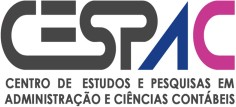 CESPAC
CENTRO DE ESTUDOS E PESQUISAS EM
ADMINISTRAÇÃO E CIÊNCIAS CONTÁBEIS